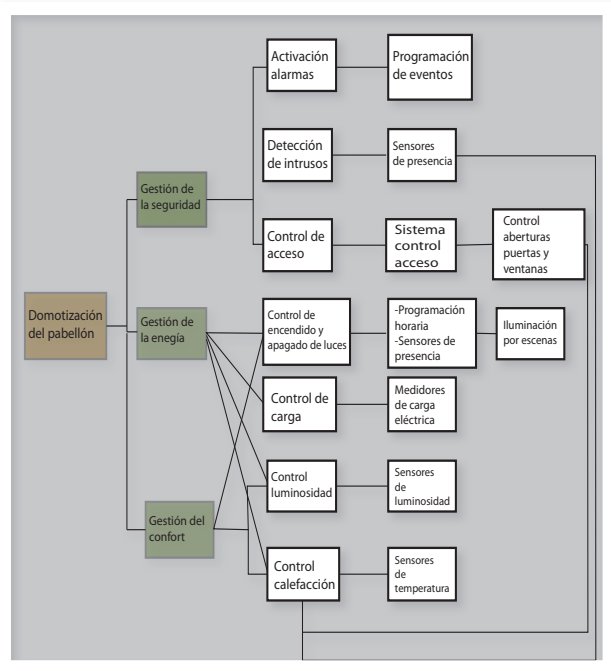 Activación
alarmas
Programación
de eventos
Detección
de intrusos
Sensores
de presencia
Gestión de
la seguridad
Control de
acceso
Sistema
control
acceso
Control
aberturas
puertas y
ventanas
Domotización
del pabellón
Gestión de
la enegía
Control de
encendido y
apagado de luces
-Programación
horaria
-Sensores de
presencia
Iluminación
por escenas
Control de
carga
Medidores
de carga
eléctrica
Control
luminosidad
Sensores
de
luminosidad
Gestión del
confort
Control
calefacción
Sensores
de
temperatura